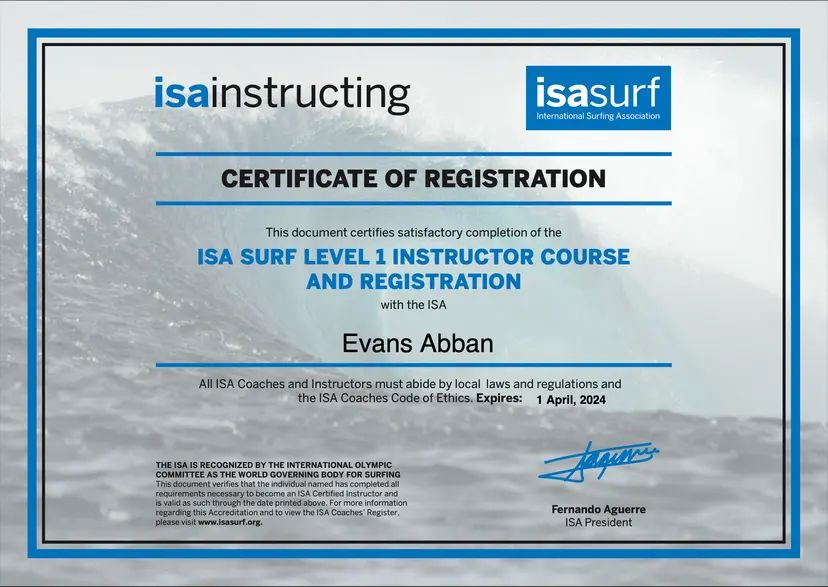 isainstructing
isasurf
International Surfing Association
CERTIFICATE OF REGISTRATION
This document certifies satisfactory completion of the
ISA SURF LEVEL 1 INSTRUCTOR COURSE
AND REGISTRATION
with the ISA
Evans Abban
All ISA Coaches and Instructors must abide by local laws and regulations and
the ISA Coaches Code of Ethics. Expires: 1 April, 2024
THE ISA IS RECOGNIZED BY THE INTERNATIONAL OLYMPIC
COMMITTEE AS THE WORLD GOVERNING BODY FOR SURFING
This document verifies that the individual named has completed all
requirements necessary to become an ISA Certified Instructor and
is valid as such through the date printed above. For more information
regarding this Accreditation and to view the ISA Coaches' Register,
please visit www.isasurf.org.
Fernando Aguerre
ISA President